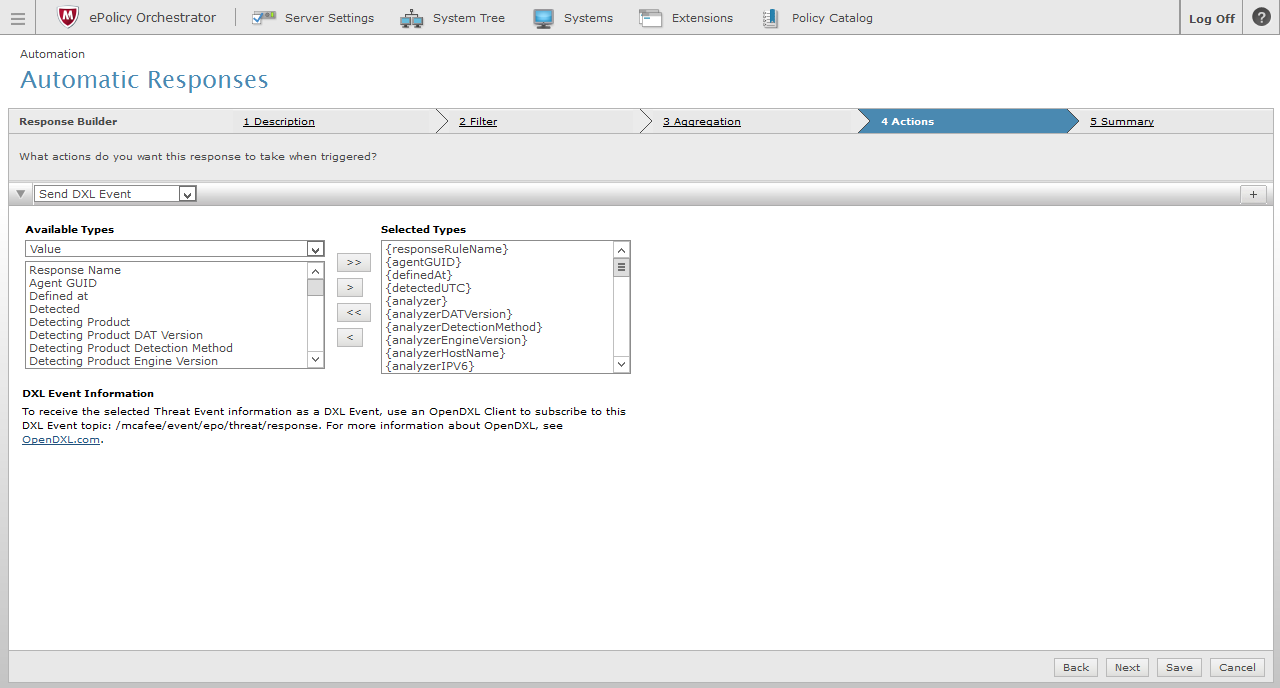 ePolicy Orchestrator Server Settings System Tree Systems Extensions Policy Catalog Log Off ?
Automation
Automatic Responses
Response Builder 1 Description 2 Filter 3 Aggregation 4 Actions 5 Summary
What actions do you want this response to take when triggered?
Send DXL Event +
Available Types
Value
Response Name
Agent GUID
Defined at
Detected
Detecting Product
Detecting Product DAT Version
Detecting Product Detection Method
Detecting Product Engine Version
>>
>
<<
<
Selected Types
{responseRuleName}
{agentGUID}
{definedAt}
{detectedUTC}
{analyzer}
{analyzerDATVersion}
{analyzerDetectionMethod}
{analyzerEngineVersion}
{analyzerHostName}
{analyzerIPV6}
DXL Event Information
To receive the selected Threat Event information as a DXL Event, use an OpenDXL Client to subscribe to this
DXL Event topic: /mcafee/event/epo/threat/response. For more information about OpenDXL, see
OpenDXL.com.
Back Next Save Cancel